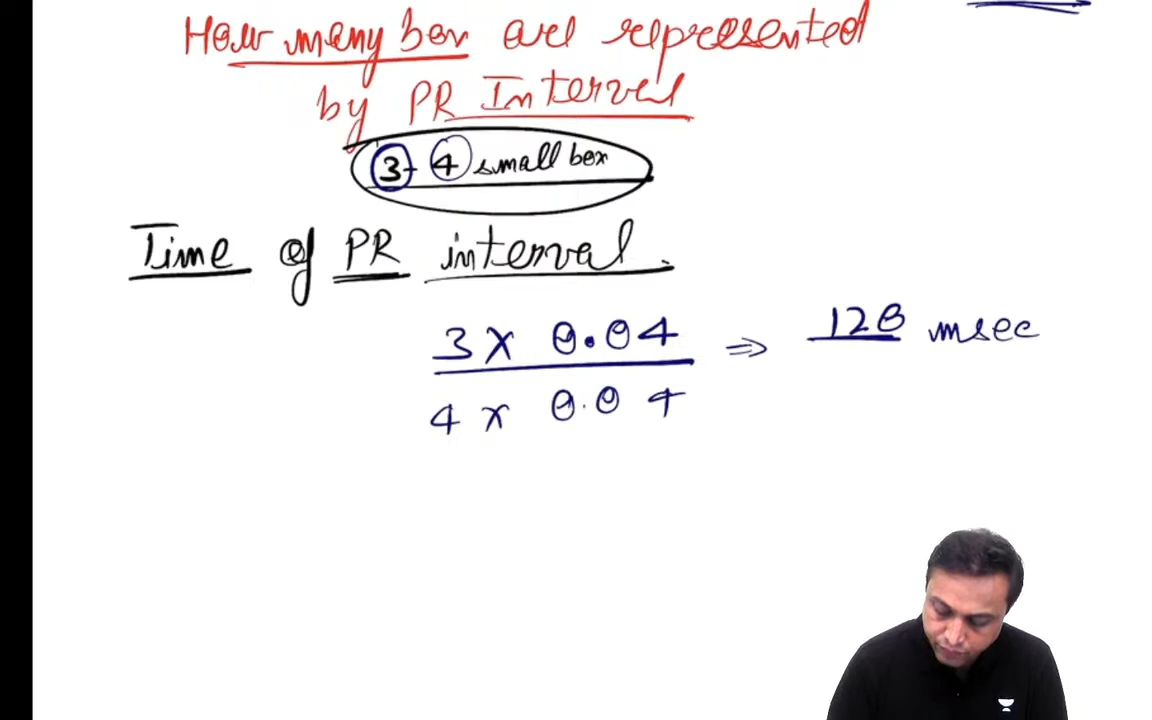 How many box are represented
by PR Interval
3-4 small box
Time of PR interval.
3 x 0.04 ⇒ 120 msec
4 x 0.04